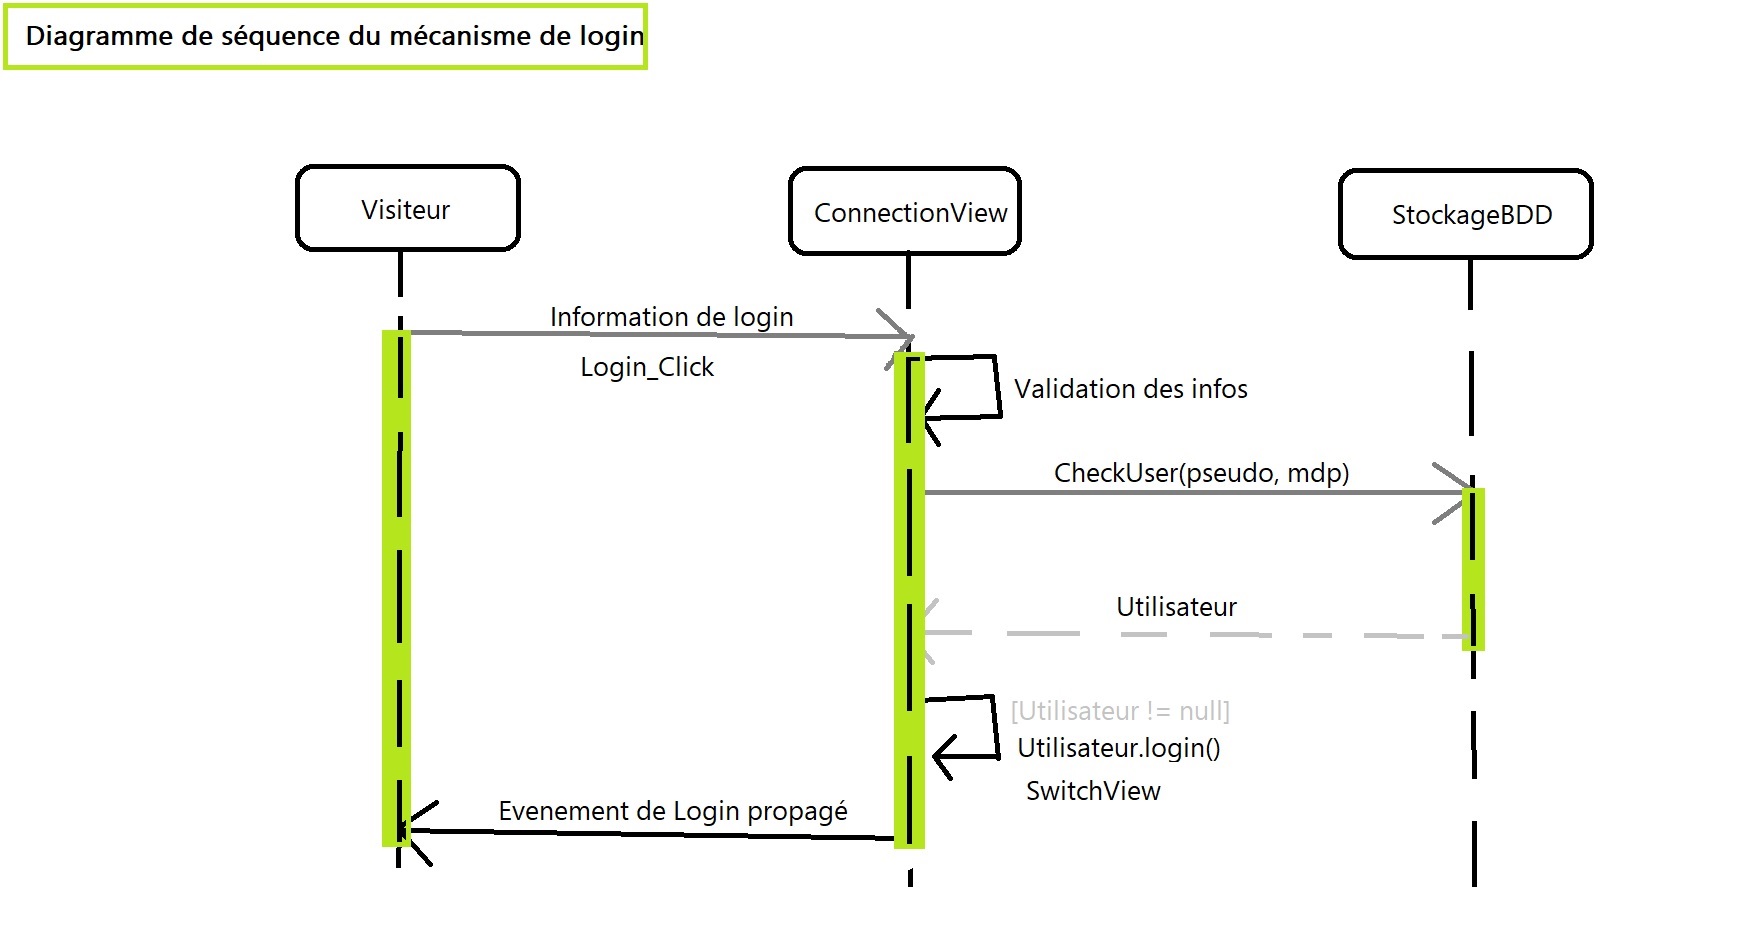 Diagramme de séquence du mécanisme de login
Visiteur
ConnectionView
StockageBDD
Information de login
Login_Click
Validation des infos
CheckUser(pseudo, mdp)
Utilisateur
[Utilisateur != null]
Utilisateur.login()
SwitchView
Evenement de Login propagé